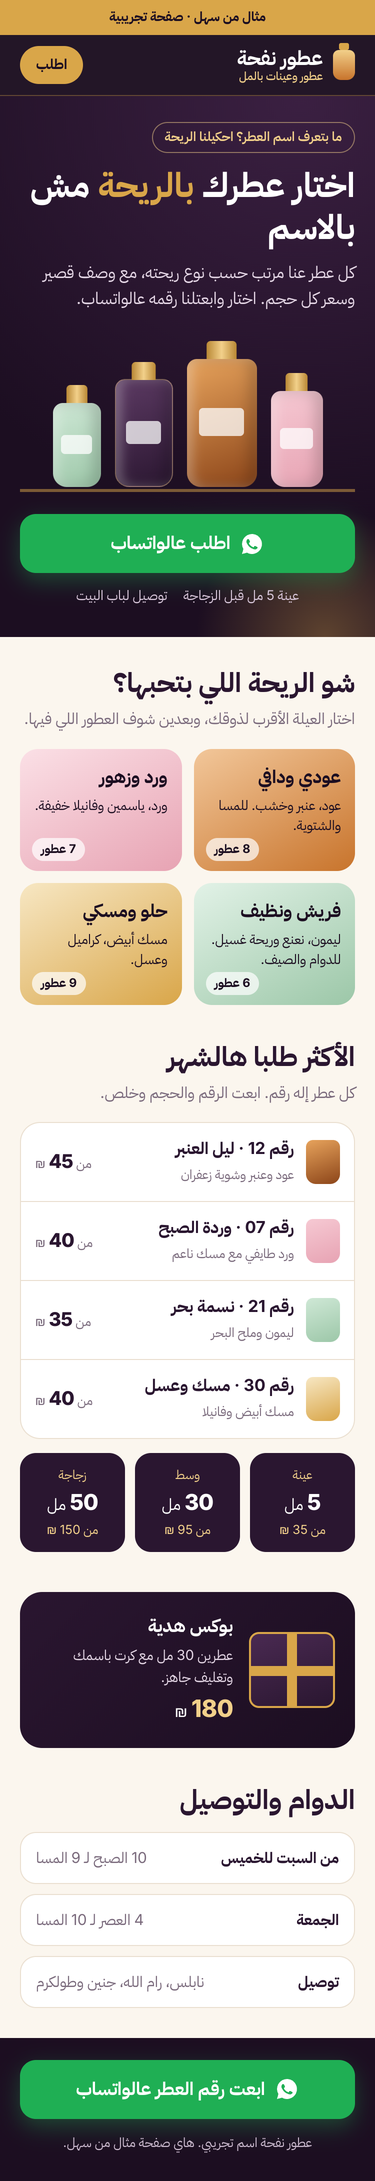 مثال من سهل · صفحة تجريبية
عطور نفحة
عطور وعينات بالمل
اطلب
ما بتعرف اسم العطر؟ احكيلنا الريحة
اختار عطرك بالريحة مش
بالاسم
كل عطر عنا مرتب حسب نوع ريحته، مع وصف قصير
وسعر كل حجم. اختار وابعتلنا رقمه عالواتساب.
اطلب عالواتساب
عينة 5 مل قبل الزجاجة توصيل لباب البيت
شو الريحة اللي بتحبها؟
اختار العيلة الأقرب لذوقك، وبعدين شوف العطور اللي فيها.
عودي ودافي
عود، عنبر وخشب. للمسا
والشتوية.
8 عطور
ورد وزهور
ورد، ياسمين وفانيلا خفيفة.
7 عطور
فريش ونظيف
ليمون، نعنع وريحة غسيل.
للدوام والصيف.
6 عطور
حلو ومسكي
مسك أبيض، كراميل
وعسل.
9 عطور
الأكثر طلبا هالشهر
كل عطر إله رقم. ابعت الرقم والحجم وخلص.
رقم 12 · ليل العنبر
عود وعنبر وشوية زعفران
من 45 ₪
رقم 07 · وردة الصبح
ورد طايفي مع مسك ناعم
من 40 ₪
رقم 21 · نسمة بحر
ليمون وملح البحر
من 35 ₪
رقم 30 · مسك وعسل
مسك أبيض وفانيلا
من 40 ₪
عينة
5 مل
من 35 ₪
وسط
30 مل
من 95 ₪
زجاجة
50 مل
من 150 ₪
بوكس هدية
عطرين 30 مل مع كرت باسمك
وتغليف جاهز.
180 ₪
الدوام والتوصيل
من السبت للخميس
10 الصبح لـ 9 المسا
الجمعة
4 العصر لـ 10 المسا
توصيل
نابلس، رام الله، جنين وطولكرم
ابعت رقم العطر عالواتساب
عطور نفحة اسم تجريبي. هاي صفحة مثال من سهل.